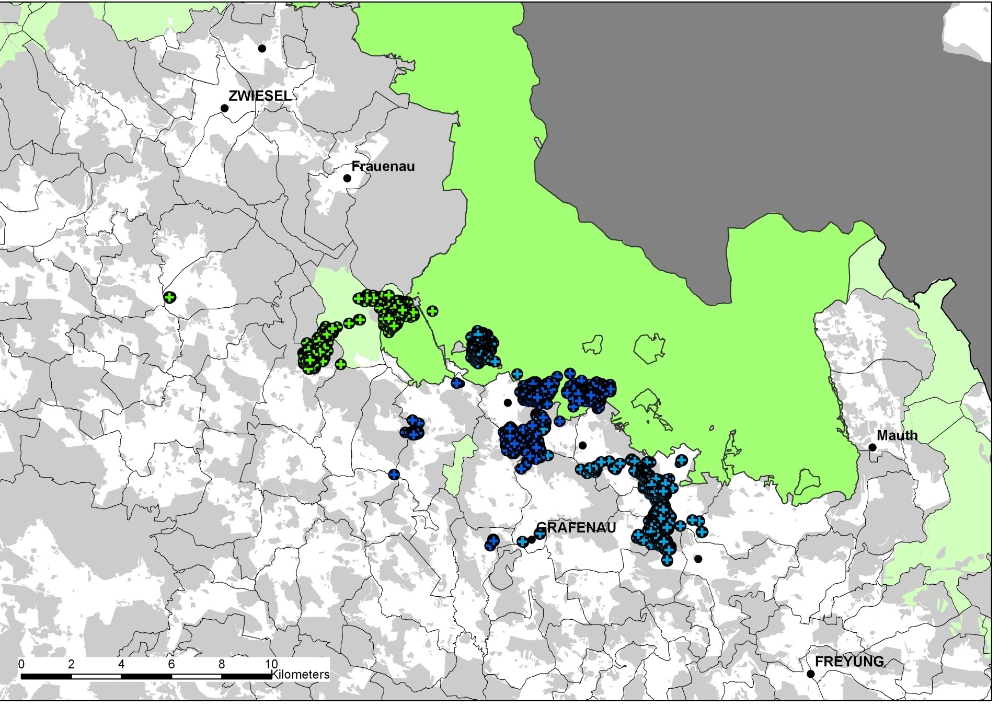 ZWIESEL
Frauenau
Mauth
GRAFENAU
FREYUNG
0 2 4 6 8 10
Kilometers